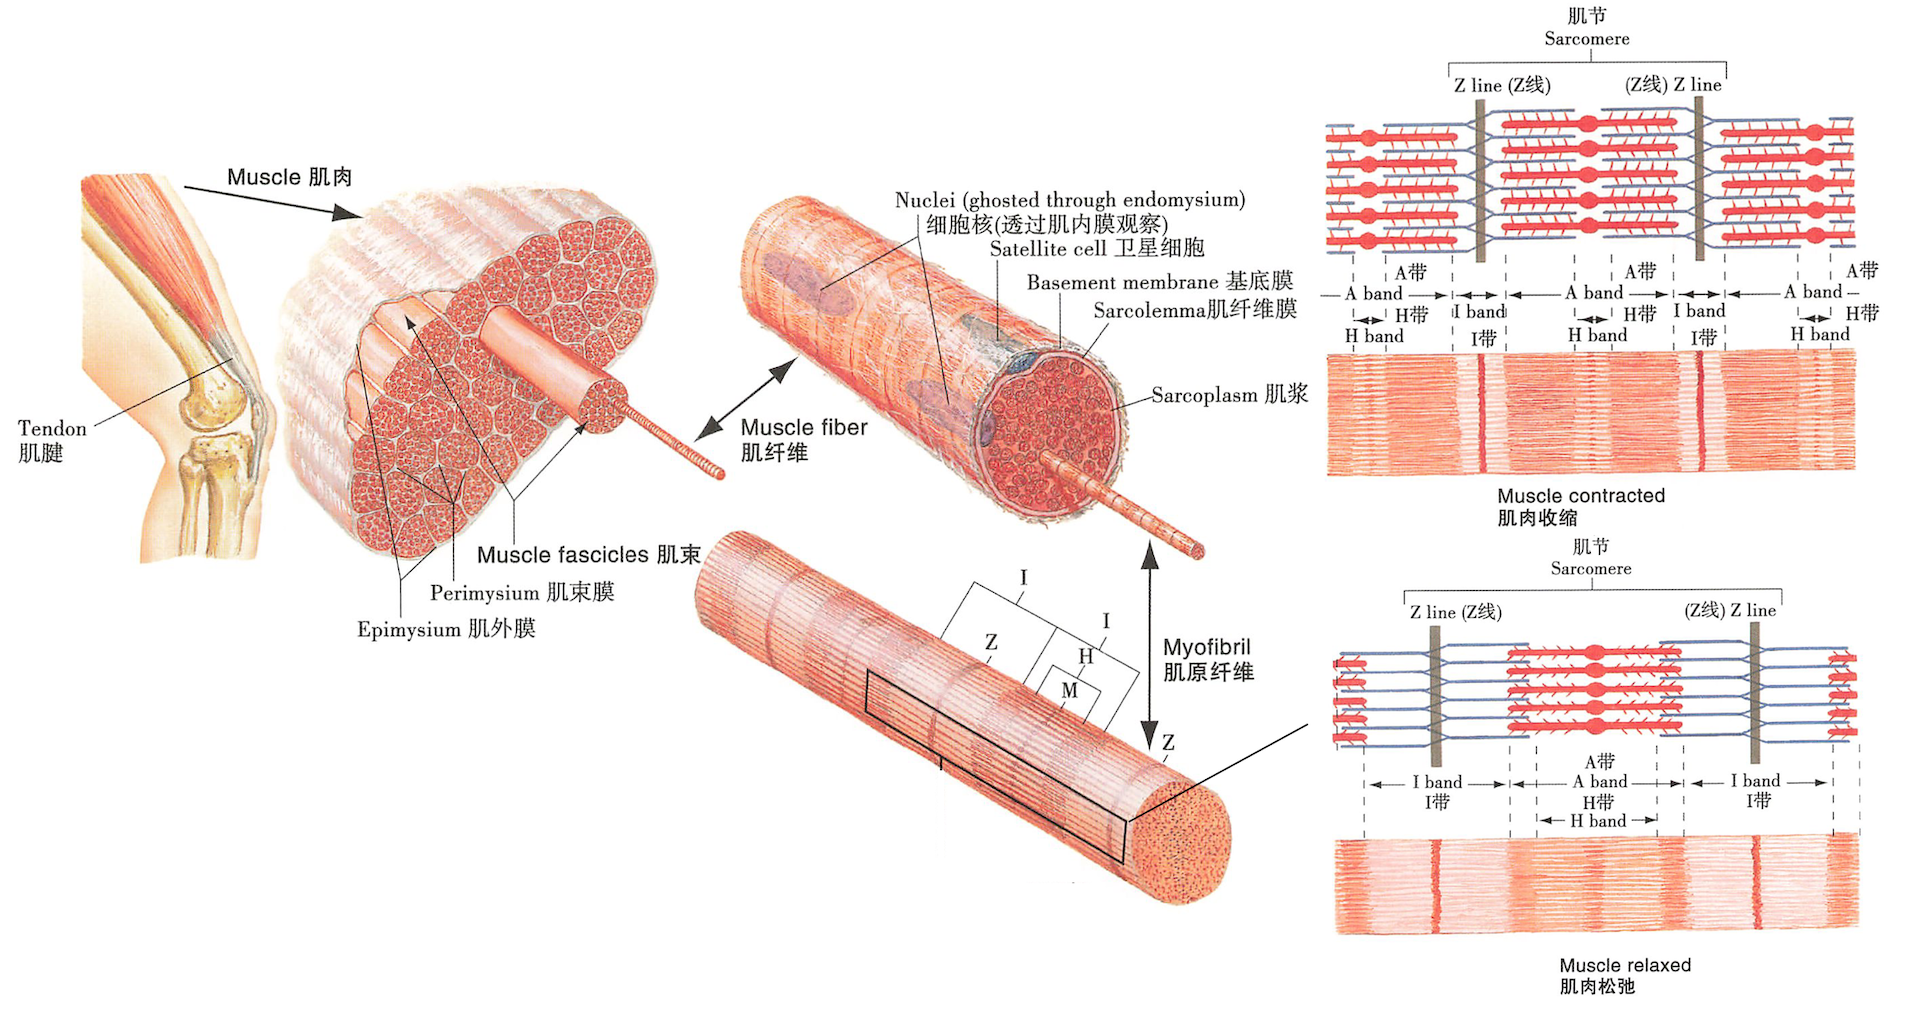 Muscle 肌肉
Tendon
肌腱
Muscle fascicles 肌束
Perimysium 肌束膜
Epimysium 肌外膜
Muscle fiber
肌纤维
Nuclei (ghosted through endomysium)
细胞核(透过肌内膜观察)
Satellite cell 卫星细胞
Basement membrane 基底膜
Sarcolemma肌纤维膜
Sarcoplasm 肌浆
I
I
Z
H
M
Z
Myofibril
肌原纤维
肌节
Sarcomere
Z line (Z线) (Z线) Z line
A带 A带 A带
A band I band A band I band A band
H带 H带 H带
H band I带 H band I带 H band
Muscle contracted
肌肉收缩
肌节
Sarcomere
Z line (Z线) (Z线) Z line
A带
I band A band I band
I带 H带 I带
H band
Muscle relaxed
肌肉松弛